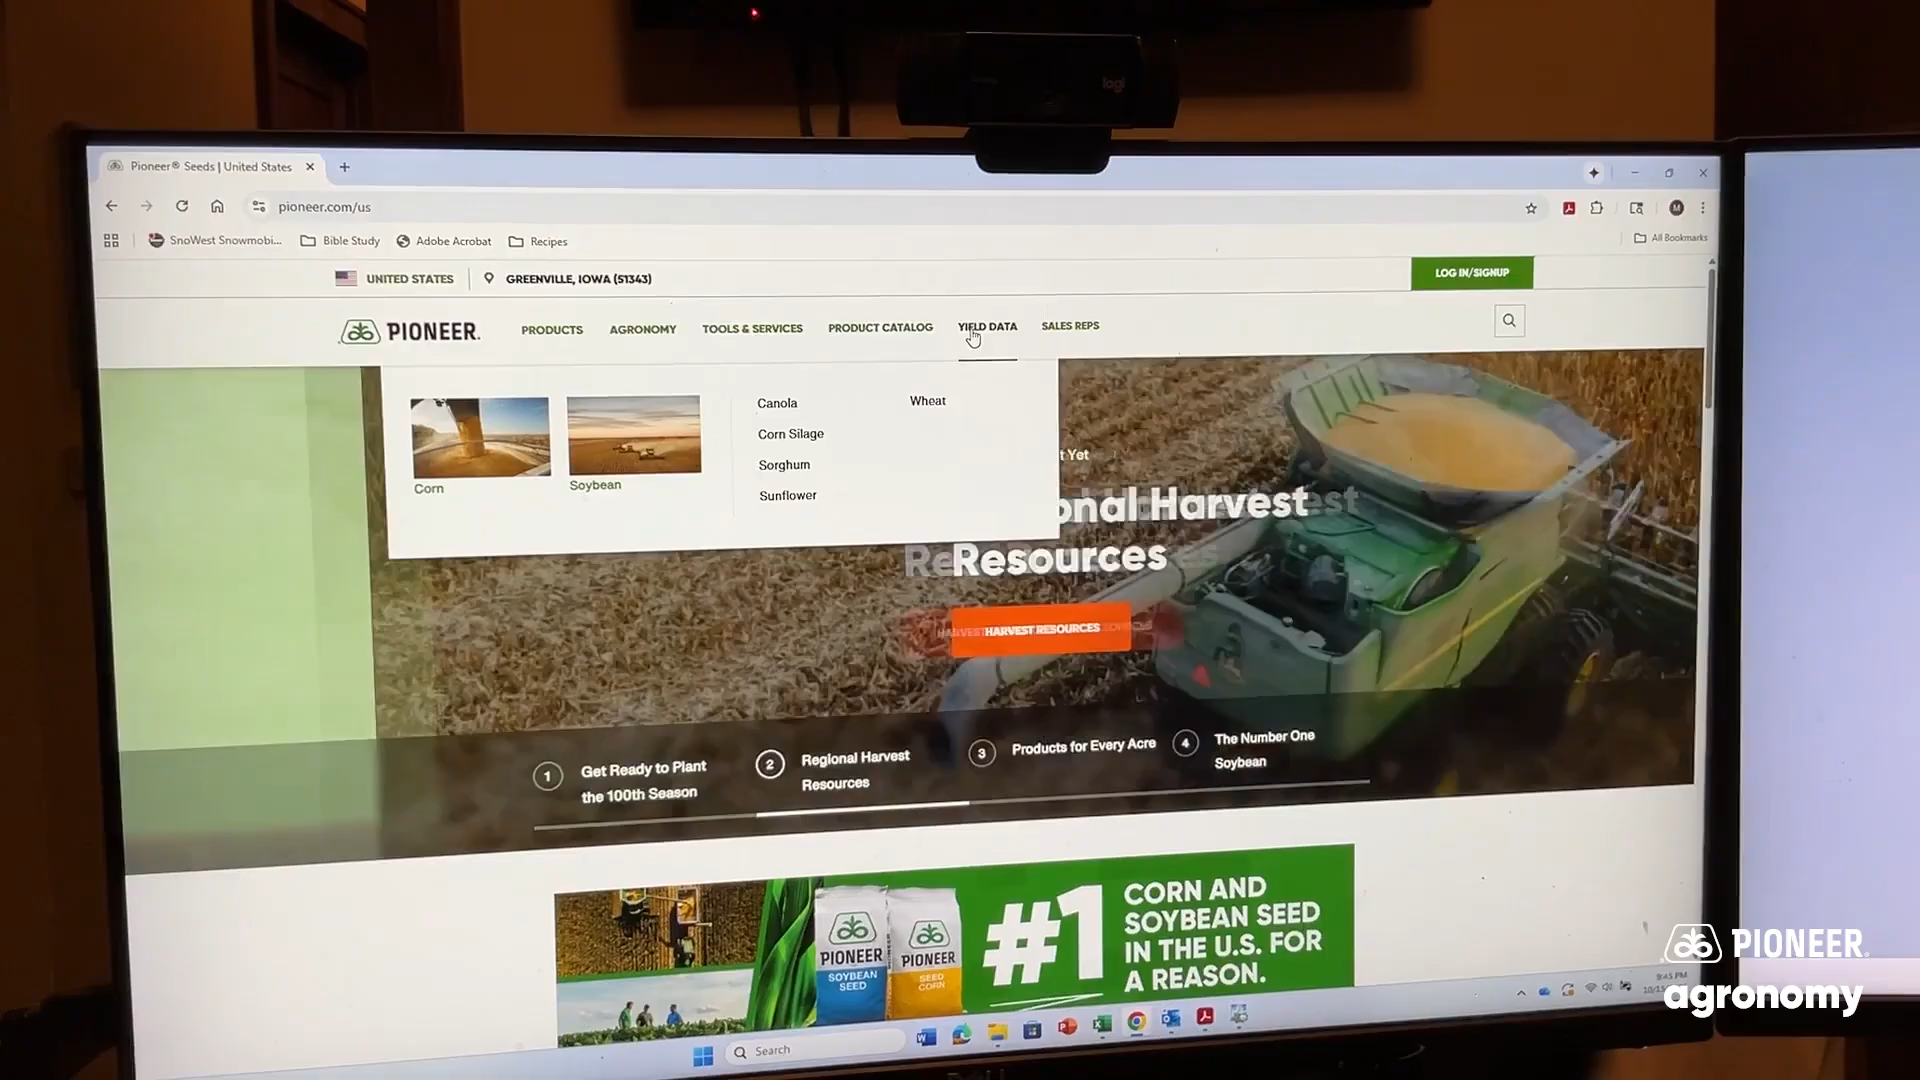 logi
Pioneer® Seeds | United States
pioneer.com/us
SnoWest Snowmobi...
Bible Study
Adobe Acrobat
Recipes
All Bookmarks
UNITED STATES
GREENVILLE, IOWA (51343)
LOG IN/SIGNUP
PIONEER.
PRODUCTS
AGRONOMY
TOOLS & SERVICES
PRODUCT CATALOG
YIELD DATA
SALES REPS
Corn
Soybean
Canola
Corn Silage
Sorghum
Sunflower
Wheat
t Yet
onal Harvest
Resources
HARVEST RESOURCES
1
Get Ready to Plant
the 100th Season
2
Regional Harvest
Resources
3
Products for Every Acre
4
The Number One
Soybean
PIONEER
SOYBEAN
SEED
PIONEER
SEED
CORN
#1
CORN AND
SOYBEAN SEED
IN THE U.S. FOR
A REASON.
Search
9:45 PM
PIONEER.
agronomy